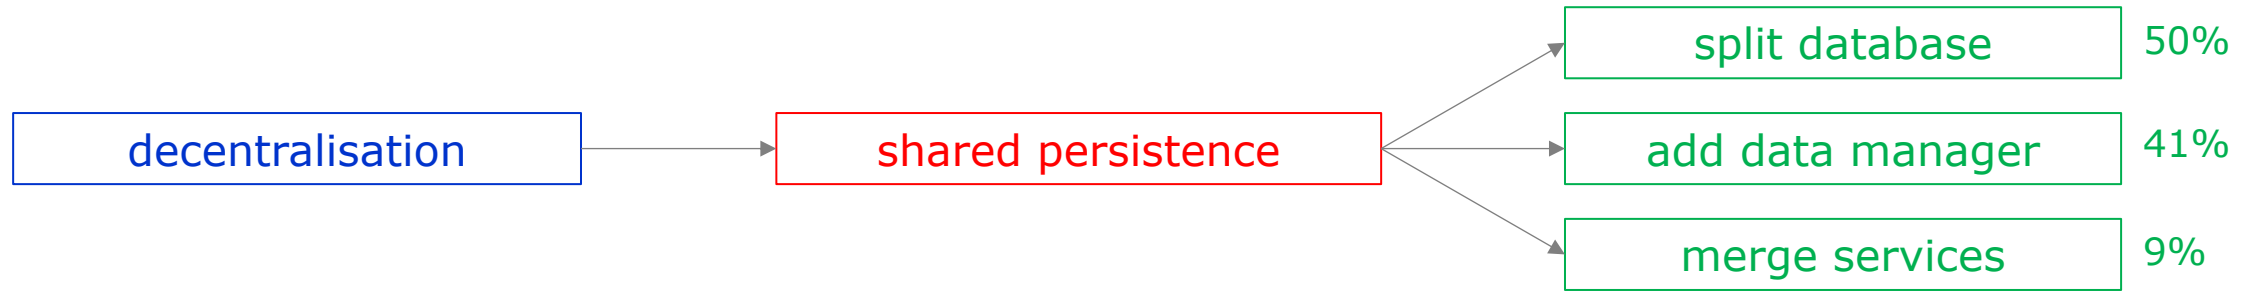 decentralisation
shared persistence
split database 50%
add data manager 41%
merge services 9%